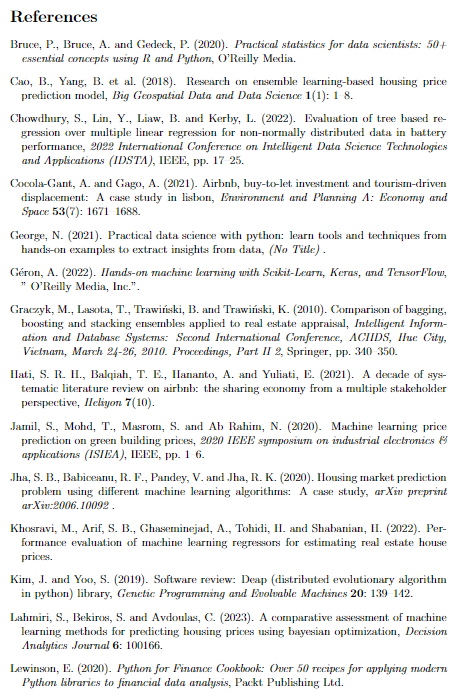 References
Bruce, P., Bruce, A. and Gedeck, P. (2020). Practical statistics for data scientists: 50+
essential concepts using R and Python, O'Reilly Media.
Cao, B., Yang, B. et al. (2018). Research on ensemble learning-based housing price
prediction model, Big Geospatial Data and Data Science 1(1): 1–8.
Chowdhury, S., Lin, Y., Liaw, B. and Kerby, L. (2022). Evaluation of tree based re-
gression over multiple linear regression for non-normally distributed data in battery
performance, 2022 International Conference on Intelligent Data Science Technologies
and Applications (IDSTA), IEEE, pp. 17–25.
Cocola-Gant, A. and Gago, A. (2021). Airbnb, buy-to-let investment and tourism-driven
displacement: A case study in lisbon, Environment and Planning A: Economy and
Space 53(7): 1671–1688.
George, N. (2021). Practical data science with python: learn tools and techniques from
hands-on examples to extract insights from data, (No Title) .
Géron, A. (2022). Hands-on machine learning with Scikit-Learn, Keras, and TensorFlow,
" O'Reilly Media, Inc.".
Graczyk, M., Lasota, T., Trawiński, B. and Trawiński, K. (2010). Comparison of bagging,
boosting and stacking ensembles applied to real estate appraisal, Intelligent Inform-
ation and Database Systems: Second International Conference, ACIIDS, Hue City,
Vietnam, March 24-26, 2010. Proceedings, Part II 2, Springer, pp. 340–350.
Hati, S. R. H., Balqiah, T. E., Hananto, A. and Yuliati, E. (2021). A decade of sys-
tematic literature review on airbnb: the sharing economy from a multiple stakeholder
perspective, Heliyon 7(10).
Jamil, S., Mohd, T., Masrom, S. and Ab Rahim, N. (2020). Machine learning price
prediction on green building prices, 2020 IEEE symposium on industrial electronics &
applications (ISIEA), IEEE, pp. 1–6.
Jha, S. B., Babiceanu, R. F., Pandey, V. and Jha, R. K. (2020). Housing market prediction
problem using different machine learning algorithms: A case study, arXiv preprint
arXiv:2006.10092 .
Khosravi, M., Arif, S. B., Ghaseminejad, A., Tohidi, H. and Shabanian, H. (2022). Per-
formance evaluation of machine learning regressors for estimating real estate house
prices.
Kim, J. and Yoo, S. (2019). Software review: Deap (distributed evolutionary algorithm
in python) library, Genetic Programming and Evolvable Machines 20: 139–142.
Lahmiri, S., Bekiros, S. and Avdoulas, C. (2023). A comparative assessment of machine
learning methods for predicting housing prices using bayesian optimization, Decision
Analytics Journal 6: 100166.
Lewinson, E. (2020). Python for Finance Cookbook: Over 50 recipes for applying modern
Python libraries to financial data analysis, Packt Publishing Ltd.